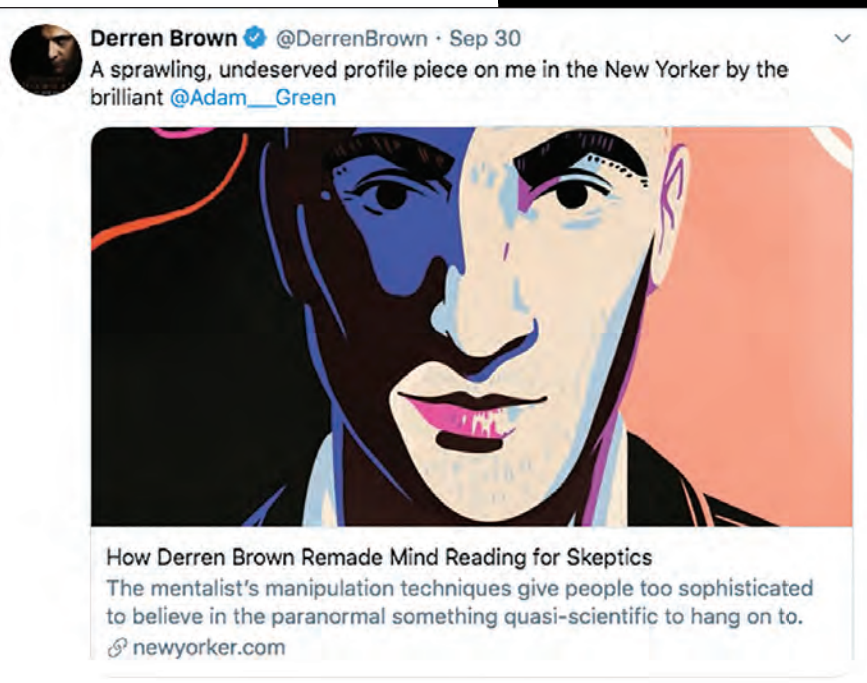 Derren Brown @DerrenBrown · Sep 30
A sprawling, undeserved profile piece on me in the New Yorker by the
brilliant @Adam__Green
How Derren Brown Remade Mind Reading for Skeptics
The mentalist's manipulation techniques give people too sophisticated
to believe in the paranormal something quasi-scientific to hang on to.
newyorker.com